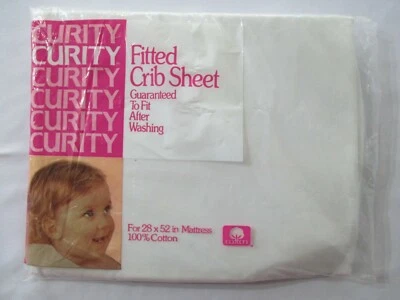 CURITY
CURITY
CURITY
CURITY
CURITY
CURITY
Fitted
Crib Sheet
Guaranteed
To Fit
After
Washing
For 28 x 52 in Mattress
100% Cotton